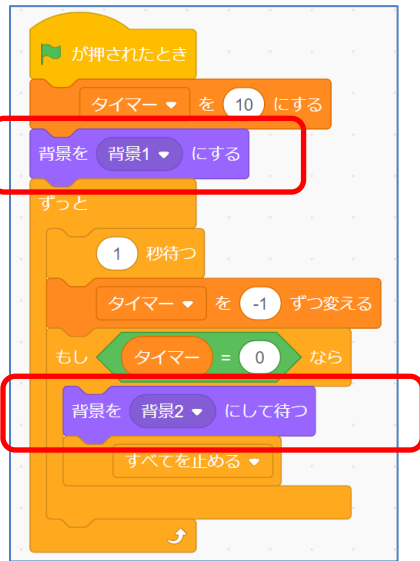 が押されたとき
タイマー を 10 にする
背景を 背景1 にする
ずっと
1 秒待つ
タイマー を -1 ずつ変える
もし タイマー = 0 なら
背景を 背景2 にして待つ
すべてを止める